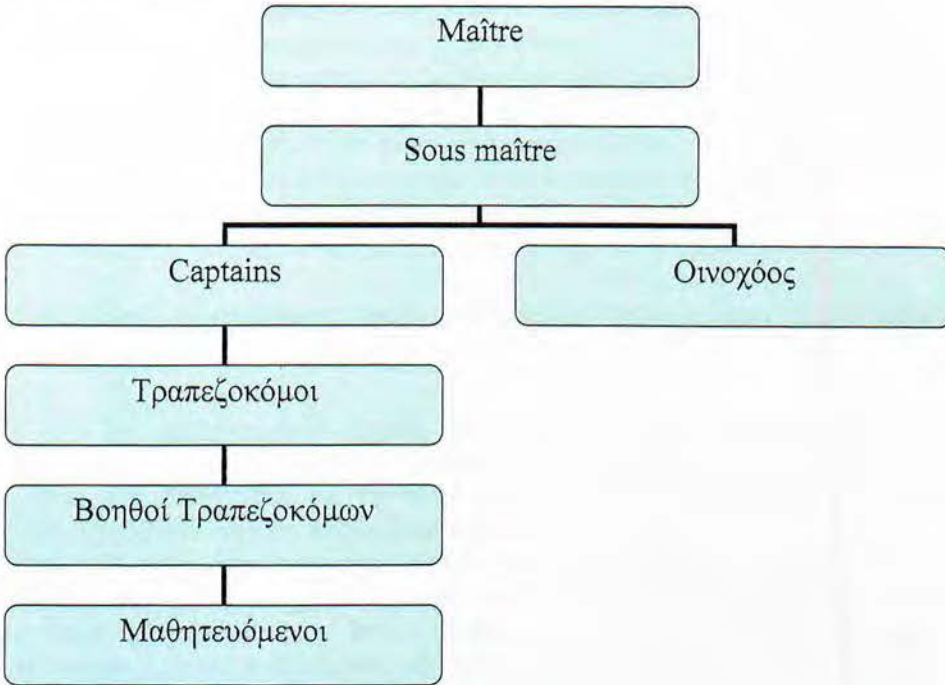 Maître
Sous maître
Captains
Οινοχόος
Τραπεζοκόμοι
Βοηθοί Τραπεζοκόμων
Μαθητευόμενοι